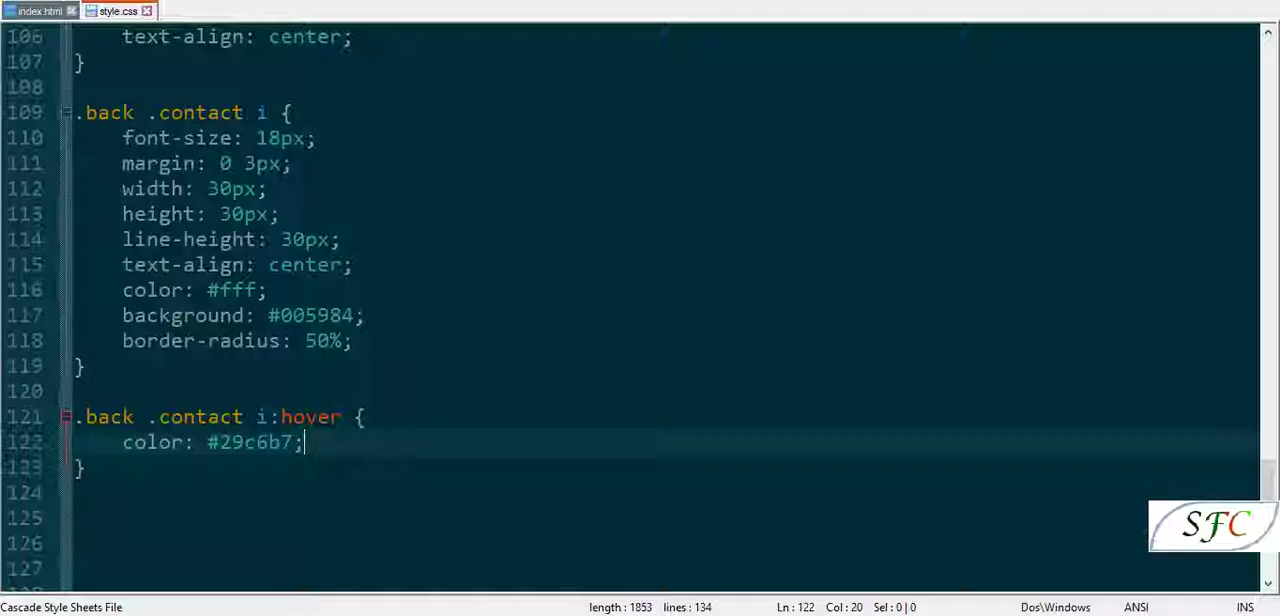 index.html style.css
106 text-align: center;
107 }
108
109 .back .contact i {
110 font-size: 18px;
111 margin: 0 3px;
112 width: 30px;
113 height: 30px;
114 line-height: 30px;
115 text-align: center;
116 color: #fff;
117 background: #005984;
118 border-radius: 50%;
119 }
120
121 .back .contact i:hover {
122 color: #29c6b7;
123 }
124
125
126
127
SFC
Cascade Style Sheets File length : 1853 lines : 134 Ln : 122 Col : 20 Sel : 0 | 0 Dos\Windows ANSI INS